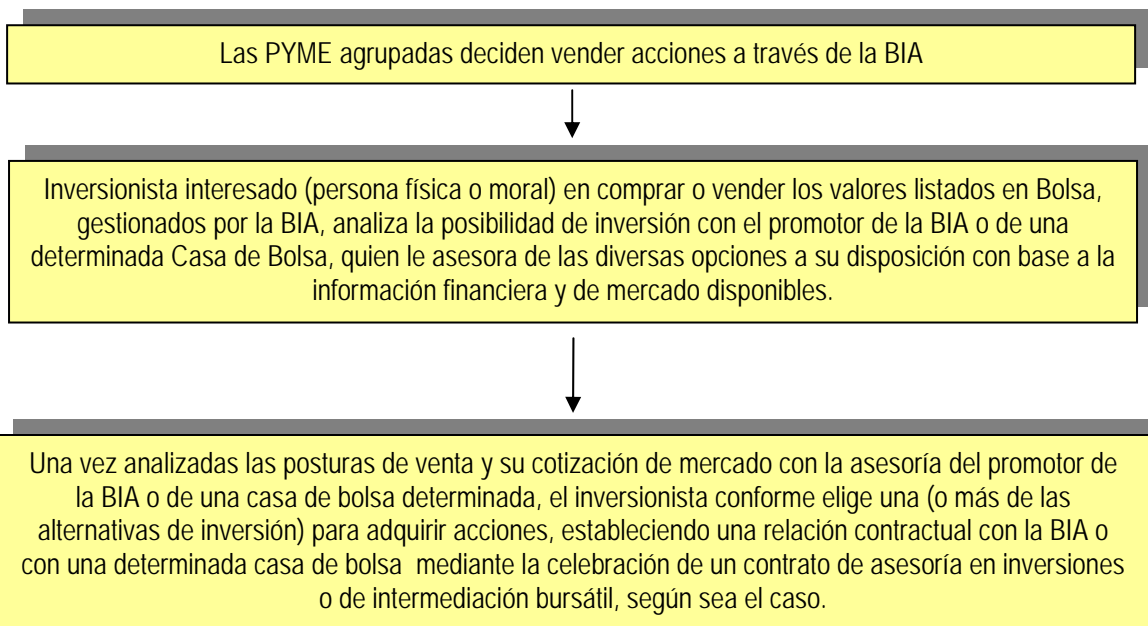 Las PYME agrupadas deciden vender acciones a través de la BIA
Inversionista interesado (persona física o moral) en comprar o vender los valores listados en Bolsa,
gestionados por la BIA, analiza la posibilidad de inversión con el promotor de la BIA o de una
determinada Casa de Bolsa, quien le asesora de las diversas opciones a su disposición con base a la
información financiera y de mercado disponibles.
Una vez analizadas las posturas de venta y su cotización de mercado con la asesoría del promotor de
la BIA o de una casa de bolsa determinada, el inversionista conforme elige una (o más de las
alternativas de inversión) para adquirir acciones, estableciendo una relación contractual con la BIA o
con una determinada casa de bolsa mediante la celebración de un contrato de asesoría en inversiones
o de intermediación bursátil, según sea el caso.